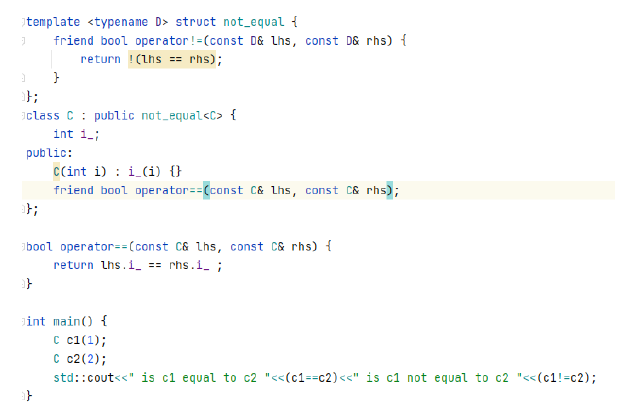 template <typename D> struct not_equal {
    friend bool operator!=(const D& lhs, const D& rhs) {
        return !(lhs == rhs);
    }
};
class C : public not_equal<C> {
    int i_;
public:
    C(int i) : i_(i) {}
    friend bool operator==(const C& lhs, const C& rhs);
};

bool operator==(const C& lhs, const C& rhs) {
    return lhs.i_ == rhs.i_ ;
}

int main() {
    C c1(1);
    C c2(2);
    std::cout<<" is c1 equal to c2 "<<(c1==c2)<<" is c1 not equal to c2 "<<(c1!=c2);
}